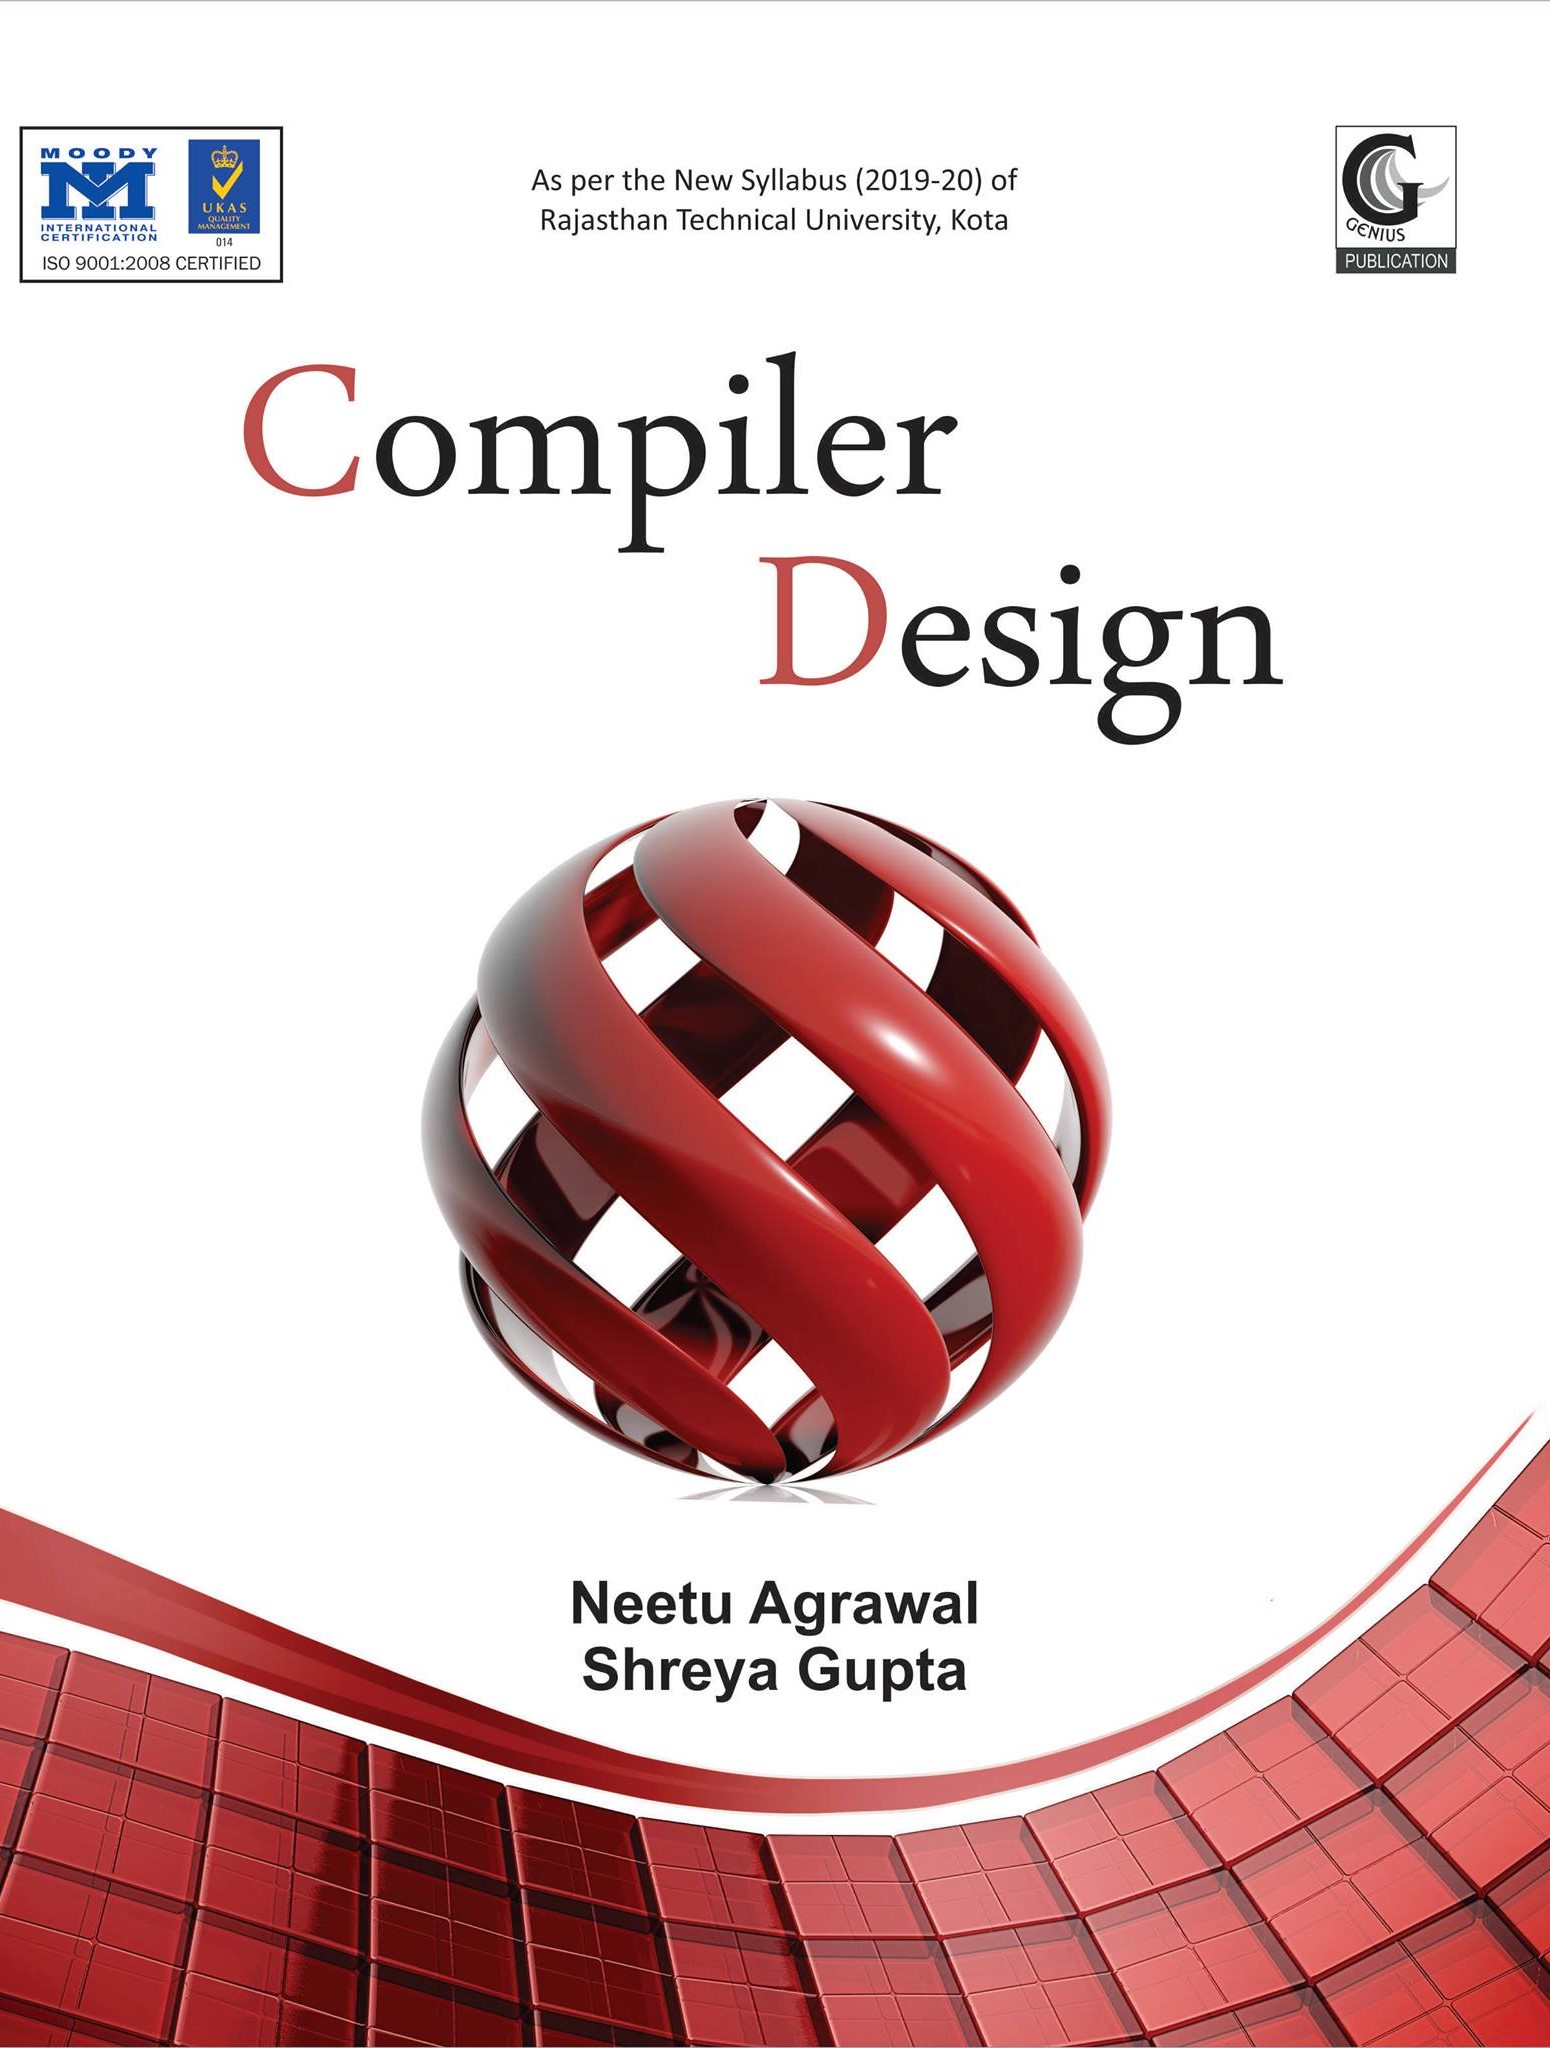 MOODY
INTERNATIONAL
CERTIFICATION
UKAS
QUALITY
MANAGEMENT
014
ISO 9001:2008 CERTIFIED
As per the New Syllabus (2019-20) of
Rajasthan Technical University, Kota
G
GENIUS
PUBLICATION
Compiler
Design
Neetu Agrawal
Shreya Gupta